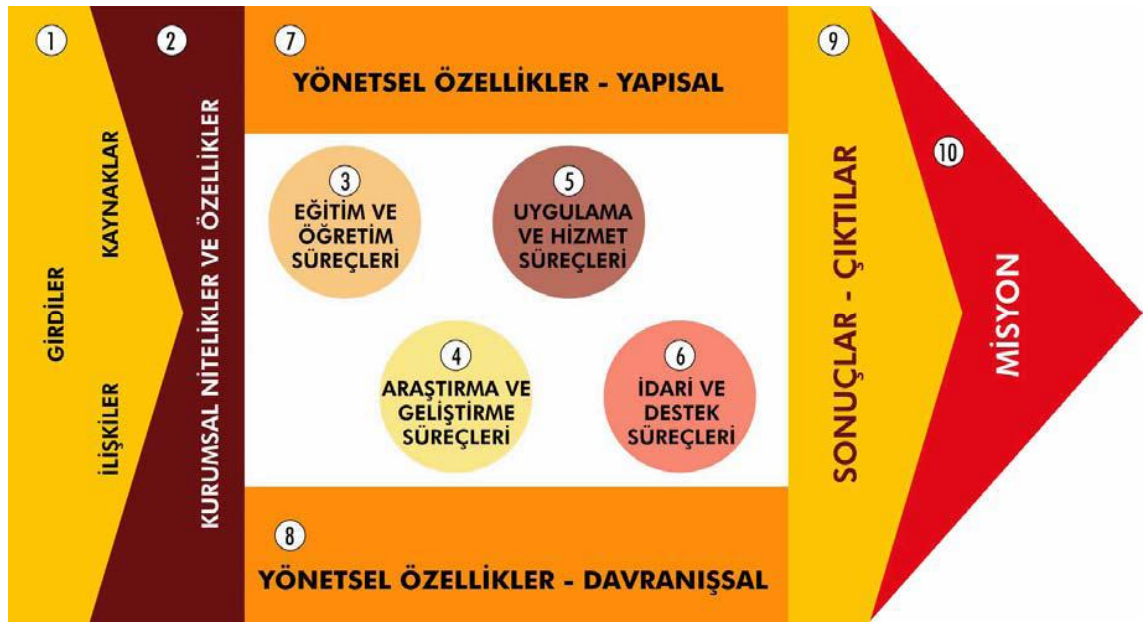 1
GİRDİLER
KAYNAKLAR
İLİŞKİLER
2
KURUMSAL NİTELİKLER VE ÖZELLİKLER
7
YÖNETSEL ÖZELLİKLER - YAPISAL
3
EĞİTİM VE
ÖĞRETİM
SÜREÇLERİ
5
UYGULAMA
VE HİZMET
SÜREÇLERİ
4
ARAŞTIRMA VE
GELİŞTİRME
SÜREÇLERİ
6
İDARİ VE
DESTEK
SÜREÇLERİ
8
YÖNETSEL ÖZELLİKLER - DAVRANIŞSAL
9
SONUÇLAR - ÇIKTILAR
10
MİSYON